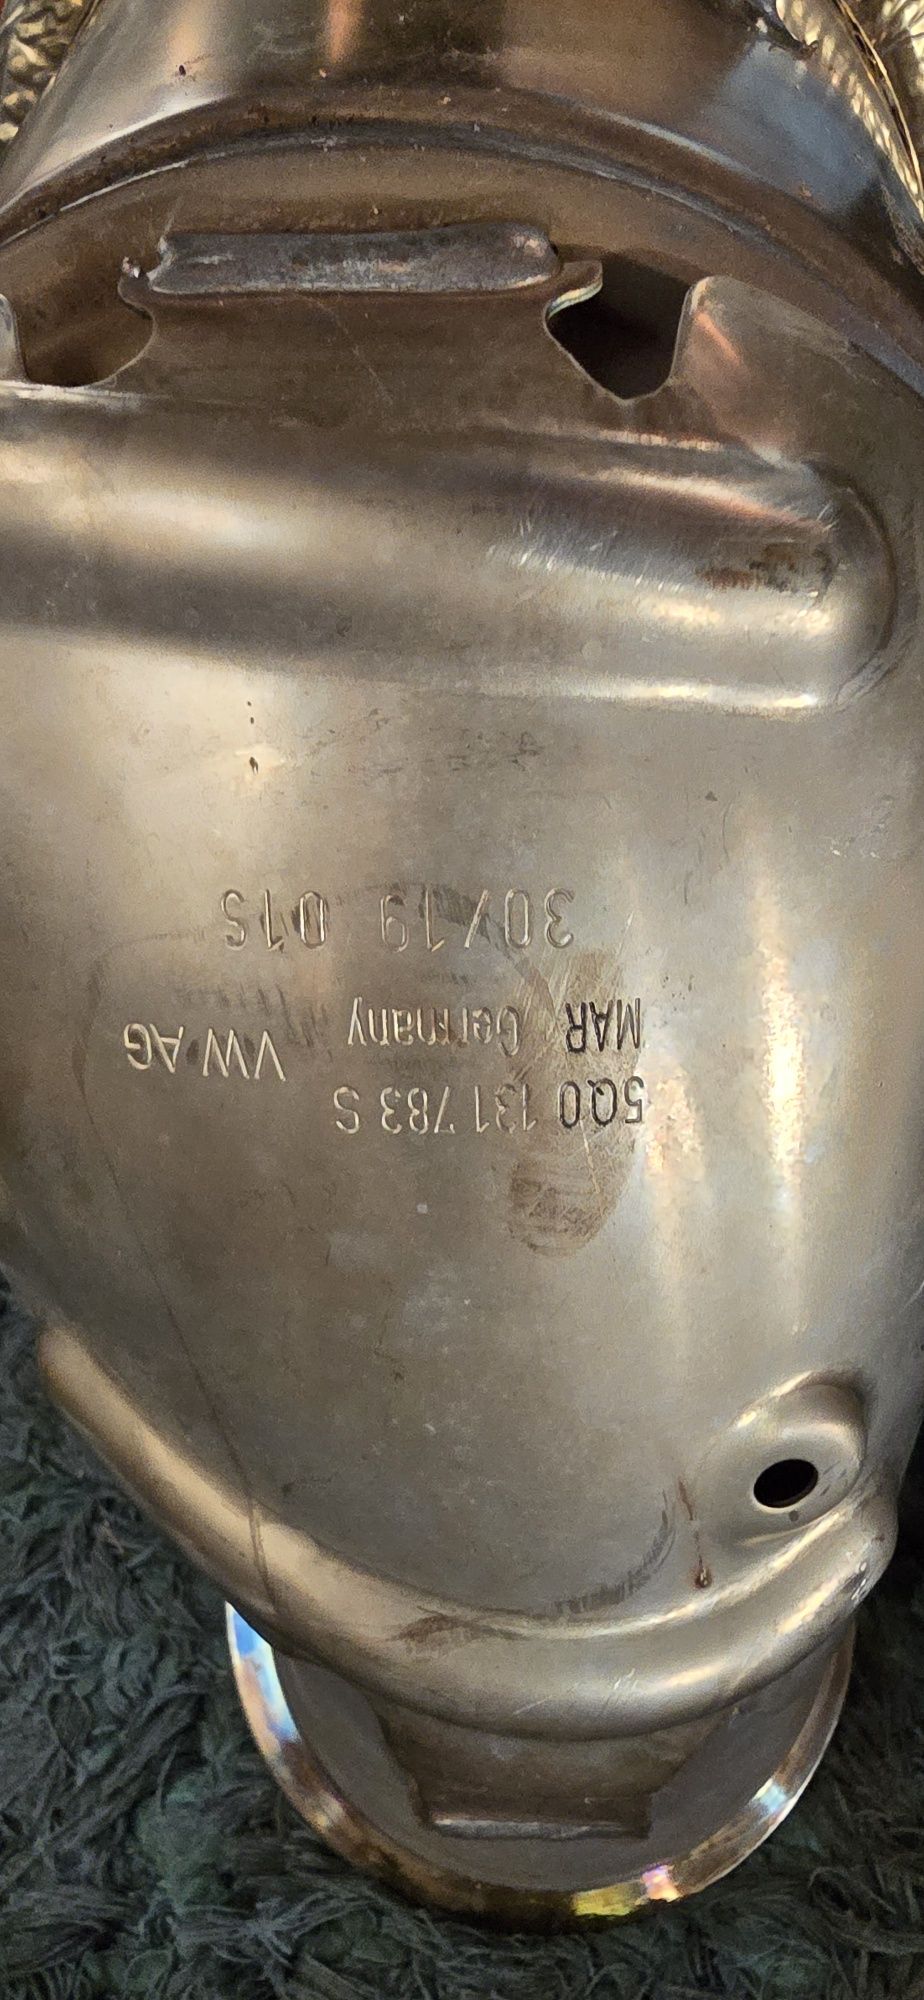 5Q0 131 783 S
MAR Germany VW AG
30/19 01S